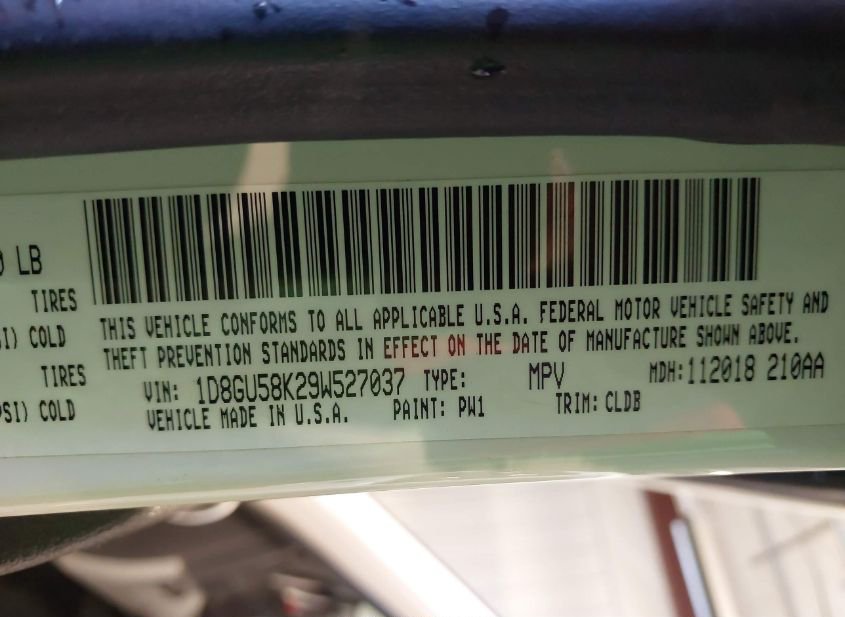 LB
TIRES
COLD
TIRES
COLD
THIS VEHICLE CONFORMS TO ALL APPLICABLE U.S.A. FEDERAL MOTOR VEHICLE SAFETY AND
THEFT PREVENTION STANDARDS IN EFFECT ON THE DATE OF MANUFACTURE SHOWN ABOVE.
VIN: 1D8GU58K29W527037 TYPE: MPV MDH: 112018 210AA
VEHICLE MADE IN U.S.A. PAINT: PW1 TRIM: CLDB